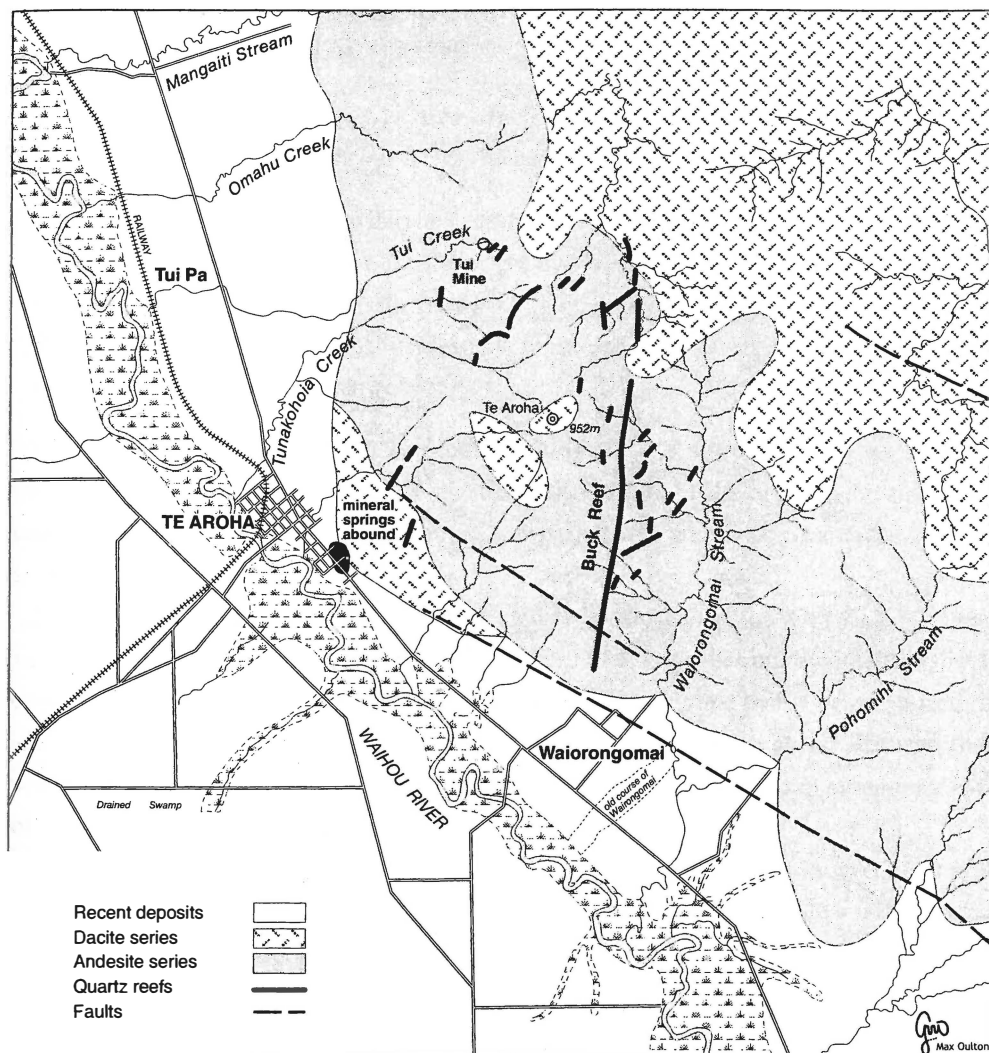 Mangaiti Stream
Omahu Creek
RAILWAY
Tui Creek
Tui Pa
Tui
Mine
Tunakohoia Creek
Te Aroha
952m
mineral
springs
abound
TE AROHA
Buck Reef
Waiorongomai Stream
Pohomihi Stream
WAIHOU RIVER
Waiorongomai
old course of
Wairongomai
Drained Swamp
Recent deposits
Dacite series
Andesite series
Quartz reefs
Faults
Max Oulton